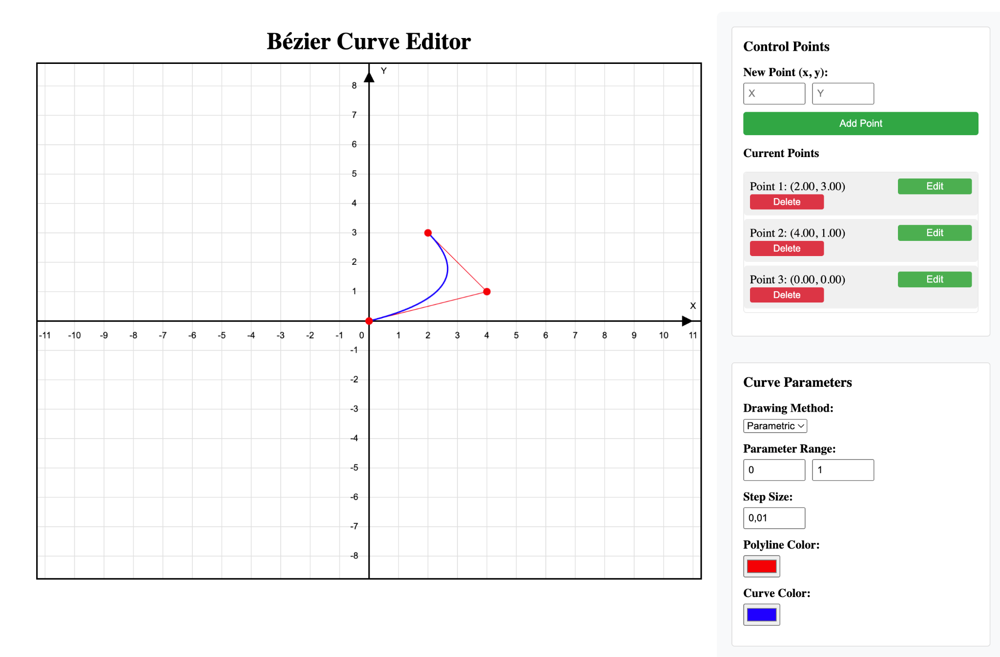 Bézier Curve Editor
Y
8
7
6
5
4
3
2
1
X
-11 -10 -9 -8 -7 -6 -5 -4 -3 -2 -1 0 1 2 3 4 5 6 7 8 9 10 11
-1
-2
-3
-4
-5
-6
-7
-8
Control Points
New Point (x, y):
X Y
Add Point
Current Points
Point 1: (2.00, 3.00) Edit
Delete
Point 2: (4.00, 1.00) Edit
Delete
Point 3: (0.00, 0.00) Edit
Delete
Curve Parameters
Drawing Method:
Parametric
Parameter Range:
0 1
Step Size:
0,01
Polyline Color:
Curve Color: